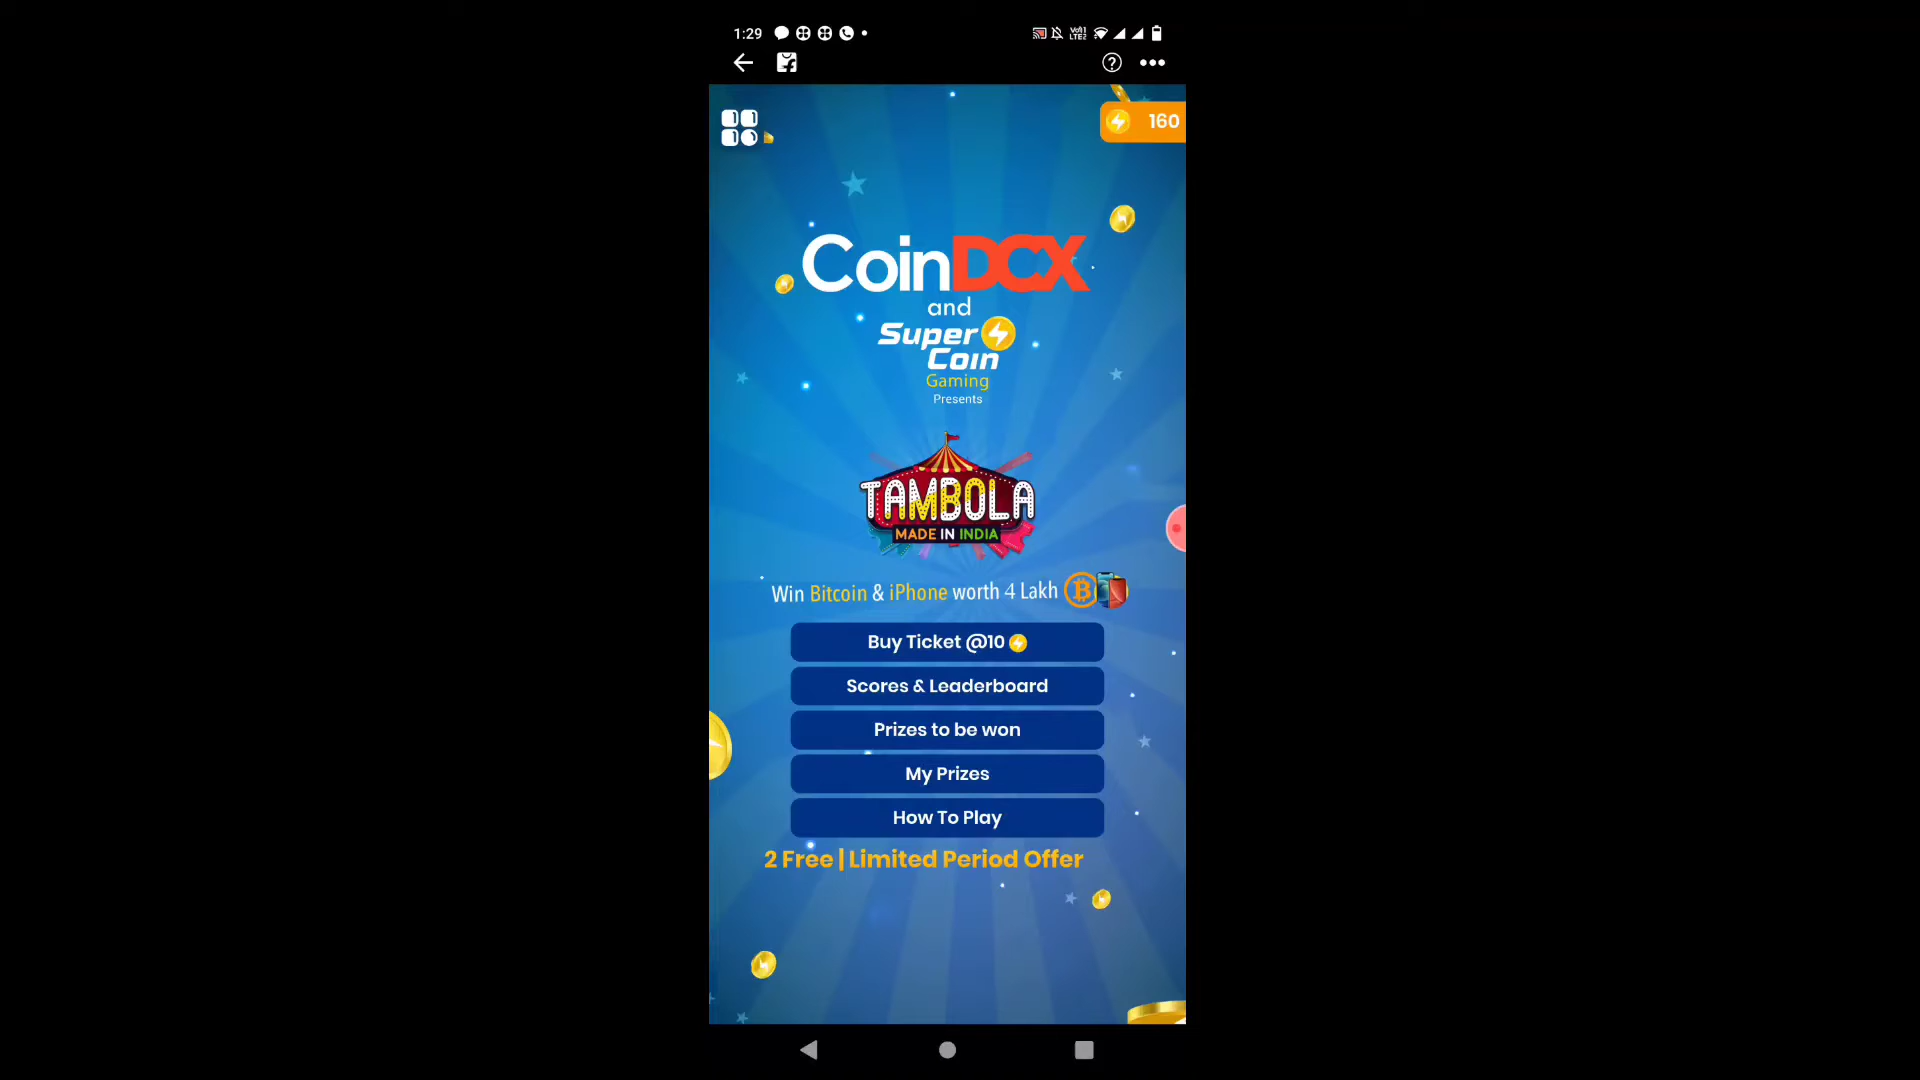 1:29
VoI1 LTE2
160
CoinDCX
and
Super
Coin
Gaming
Presents
TAMBOLA
MADE IN INDIA
Win Bitcoin & iPhone worth 4 Lakh
Buy Ticket @10
Scores & Leaderboard
Prizes to be won
My Prizes
How To Play
2 Free | Limited Period Offer